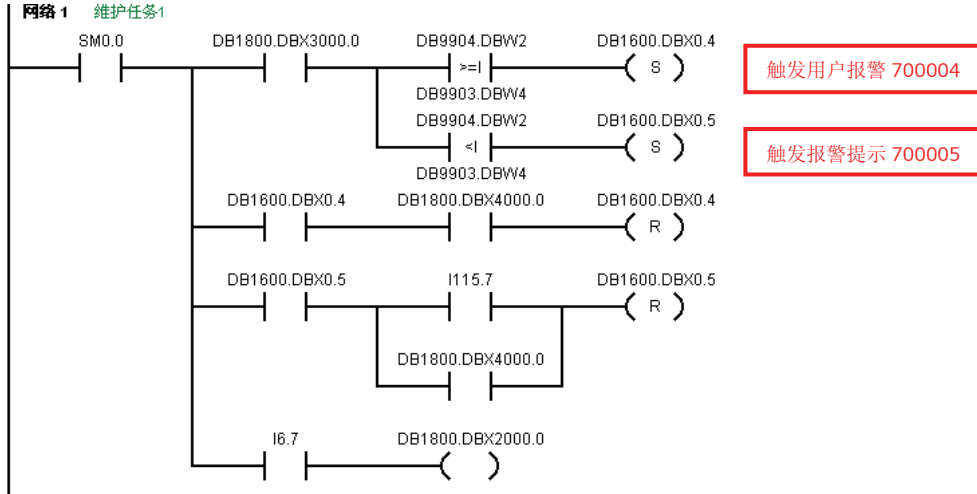 网络 1 维护任务1
SM0.0 DB1800.DBX3000.0 DB9904.DBW2 DB1600.DBX0.4
>=I S 触发用户报警 700004
DB9903.DBW4
DB9904.DBW2 DB1600.DBX0.5
<I S 触发报警提示 700005
DB9903.DBW4
DB1600.DBX0.4 DB1800.DBX4000.0 DB1600.DBX0.4
R
DB1600.DBX0.5 I115.7 DB1600.DBX0.5
R
DB1800.DBX4000.0
I6.7 DB1800.DBX2000.0